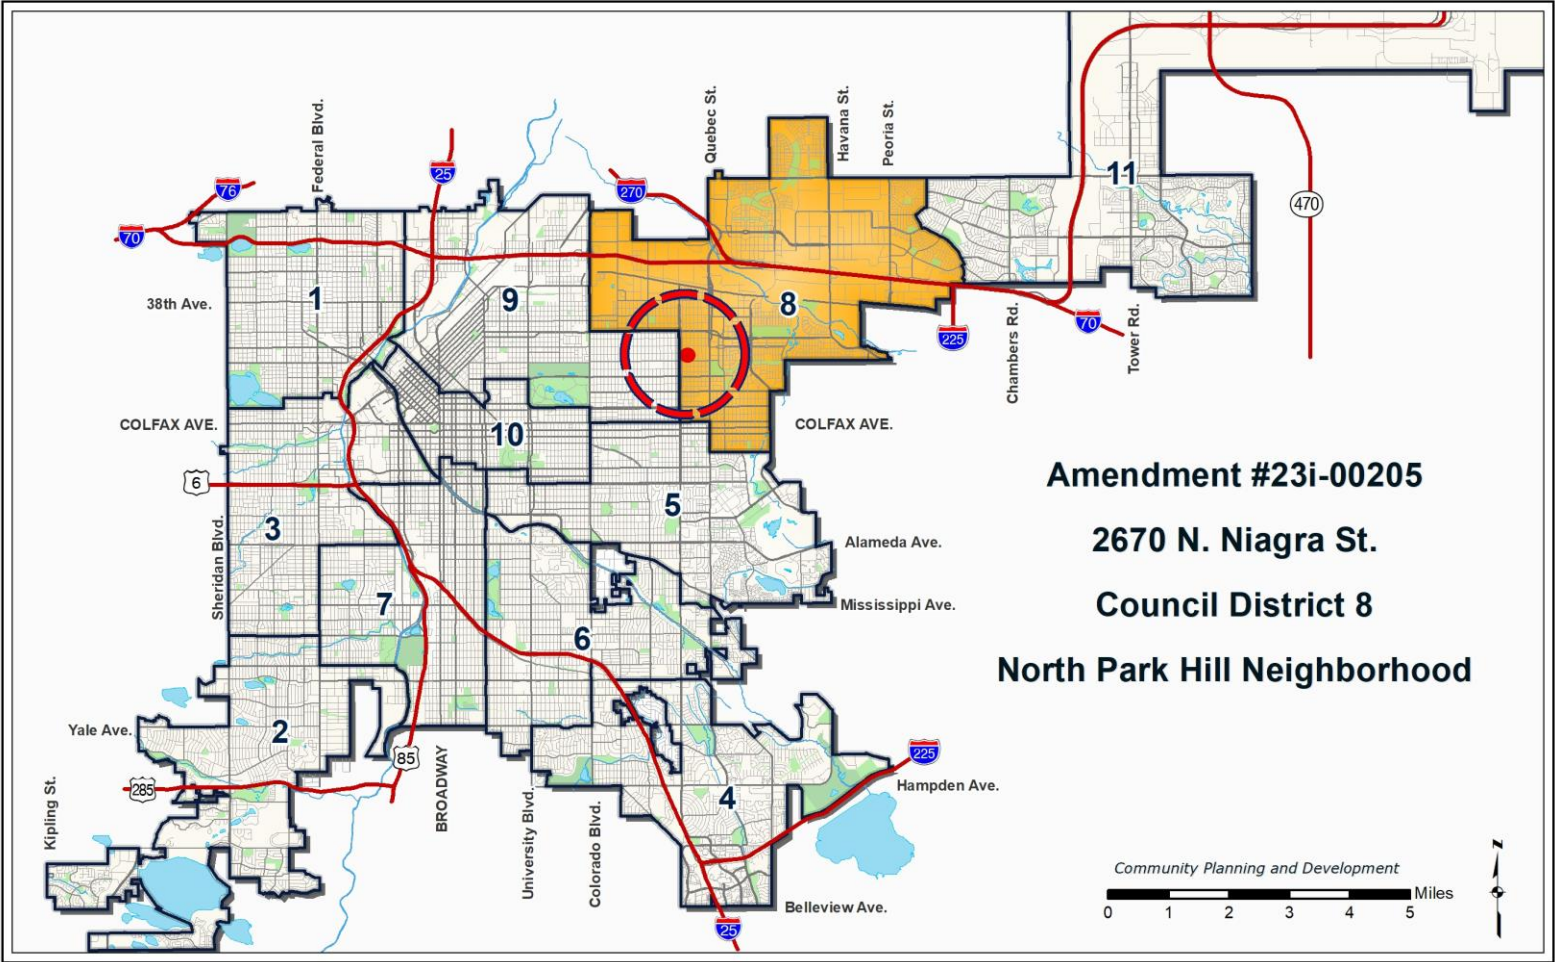 Federal Blvd.
Quebec St.
Havana St.
Peoria St.
76
25
270
11
70
470
1
9
8
38th Ave.
Chambers Rd.
Tower Rd.
70
225
COLFAX AVE.
10
COLFAX AVE.
6
5
3
Sheridan Blvd.
Alameda Ave.
7
Mississippi Ave.
6
Amendment #23i-00205
2670 N. Niagra St.
Council District 8
North Park Hill Neighborhood
Yale Ave.
2
85
BROADWAY
225
285
Hampden Ave.
4
Kipling St.
University Blvd.
Colorado Blvd.
Belleview Ave.
25
Community Planning and Development
Miles
0 1 2 3 4 5
Z